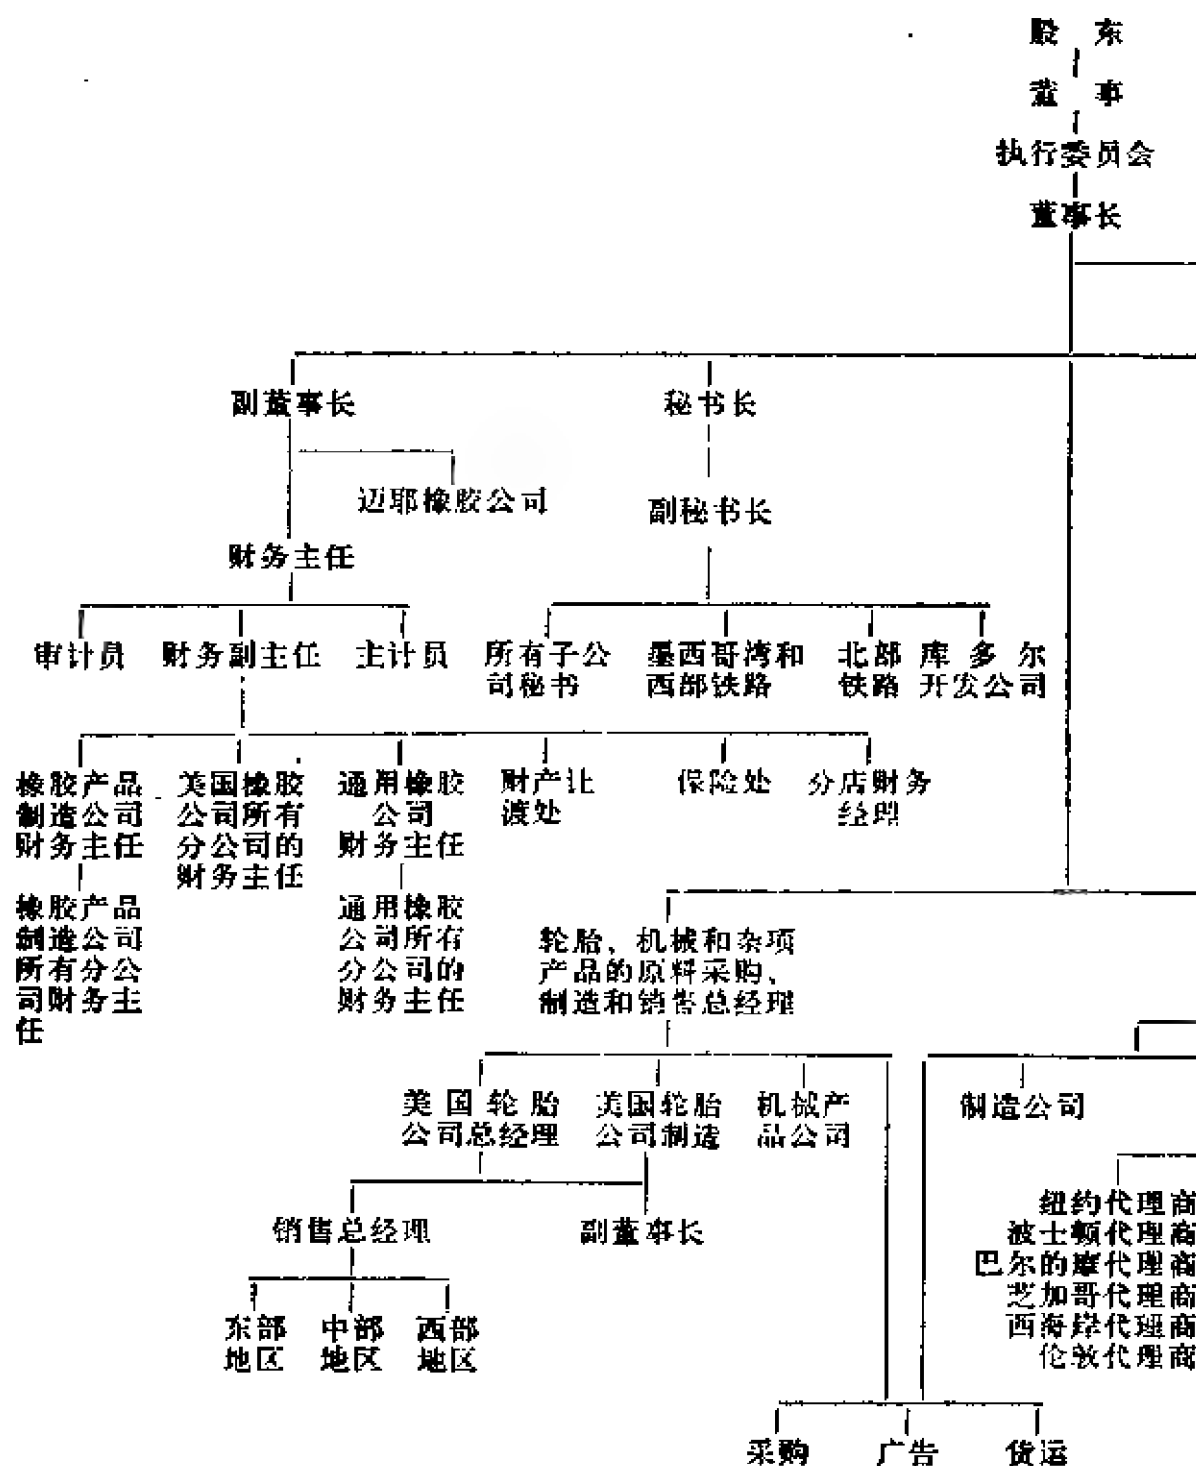 股 东
董 事
执行委员会
董事长
副董事长
秘书长
迈耶橡胶公司
副秘书长
财务主任
审计员
财务副主任
主计员
所有子公
司秘书
墨西哥湾和
西部铁路
北部
铁路
库多尔
开发公司
橡胶产品
制造公司
财务主任
美国橡胶
公司所有
分公司的
财务主任
通用橡胶
公司
财务主任
财产让
渡处
保险处
分店财务
经理
橡胶产品
制造公司
所有分公
司财务主
任
通用橡胶
公司所有
分公司的
财务主任
轮胎、机械和杂项
产品的原料采购、
制造和销售总经理
美国轮胎
公司总经理
美国轮胎
公司制造
机械产
品公司
制造公司
销售总经理
副董事长
纽约代理商
波士顿代理商
巴尔的摩代理商
芝加哥代理商
西海岸代理商
伦敦代理商
东部
地区
中部
地区
西部
地区
采购
广告
货运